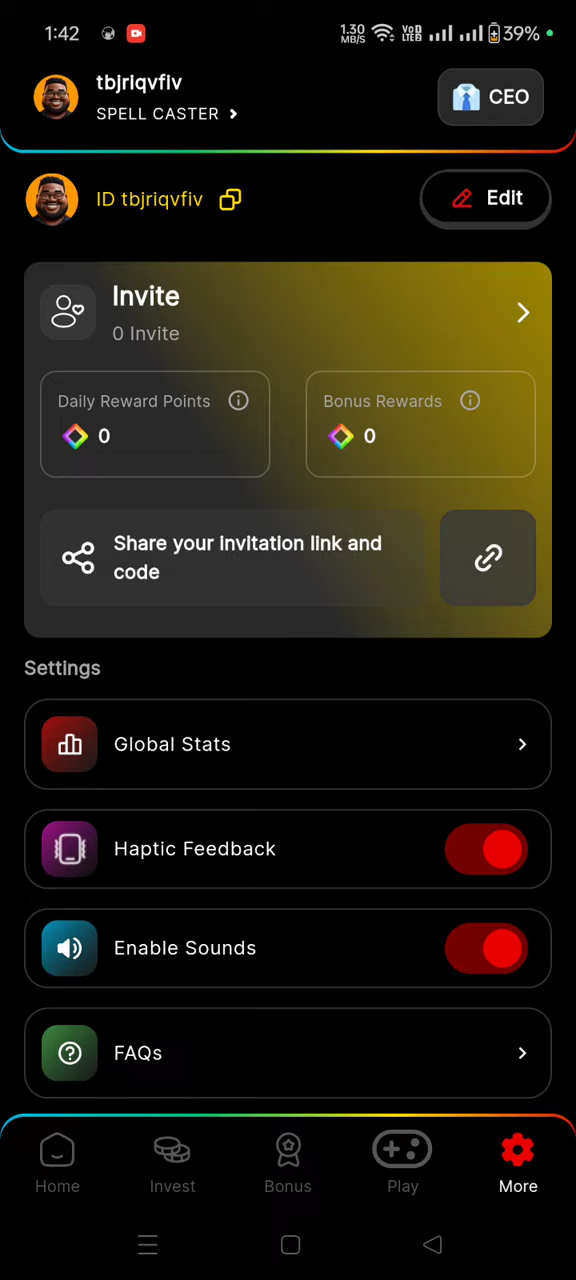 1:42
1.30 MB/S
VoD LTE2
39%
tbjriqvfiv
SPELL CASTER
CEO
ID tbjriqvfiv
Edit
Invite
0 Invite
Daily Reward Points
Bonus Rewards
0
0
Share your invitation link and
code
Settings
Global Stats
Haptic Feedback
Enable Sounds
FAQs
Home
Invest
Bonus
Play
More